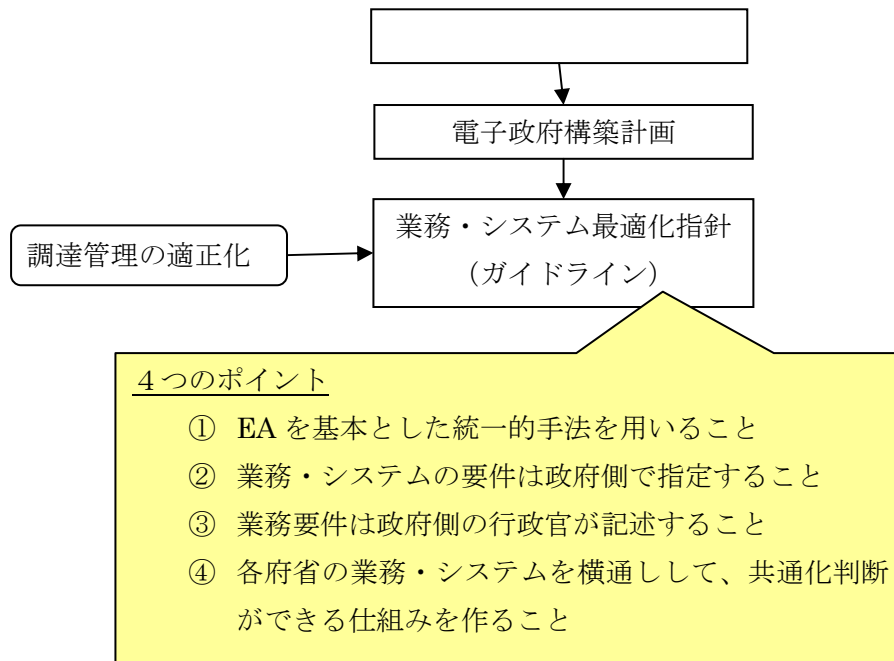 電子政府構築計画
業務・システム最適化指針
（ガイドライン）
調達管理の適正化
４つのポイント
① EA を基本とした統一的手法を用いること
② 業務・システムの要件は政府側で指定すること
③ 業務要件は政府側の行政官が記述すること
④ 各府省の業務・システムを横通しして、共通化判断
ができる仕組みを作ること